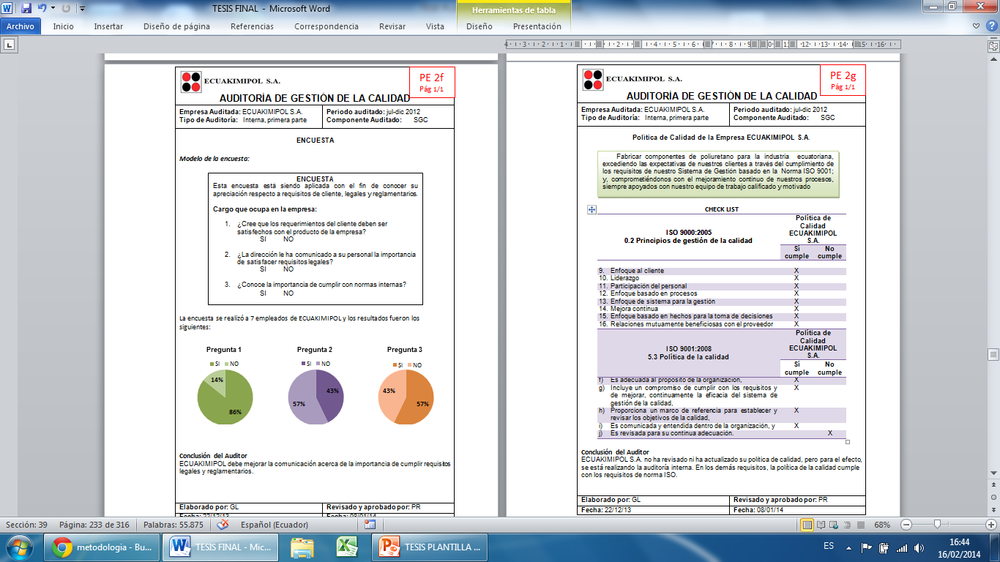 TESIS FINAL - Microsoft Word
Herramientas de tabla
Archivo Inicio Insertar Diseño de página Referencias Correspondencia Revisar Vista Diseño Presentación
ECUAKIMIPOL S.A.
PE 2f
Pág 1/1
AUDITORÍA DE GESTIÓN DE LA CALIDAD
Empresa Auditada: ECUAKIMIPOL S.A. Periodo auditado: jul-dic 2012
Tipo de Auditoría: Interna, primera parte Componente Auditado: SGC
ENCUESTA
Modelo de la encuesta:
ENCUESTA
Esta encuesta está siendo aplicada con el fin de conocer su
apreciación respecto a requisitos de cliente, legales y reglamentarios.
Cargo que ocupa en la empresa:
1. ¿Cree que los requerimientos del cliente deben ser
satisfechos con el producto de la empresa?
SI NO
2. ¿La dirección le ha comunicado a su personal la importancia
de satisfacer requisitos legales?
SI NO
3. ¿Conoce la importancia de cumplir con normas internas?
SI NO
La encuesta se realizó a 7 empleados de ECUAKIMIPOL y los resultados fueron los
siguientes:
Pregunta 1 Pregunta 2 Pregunta 3
SI NO SI NO SI NO
14% 86% 57% 43% 43% 57%
Conclusión del Auditor
ECUAKIMIPOL debe mejorar la comunicación acerca de la importancia de cumplir requisitos
legales y reglamentarios.
Elaborado por: GL Revisado y aprobado por: PR
Fecha: 22/12/13 Fecha: 08/01/14
ECUAKIMIPOL S.A.
PE 2g
Pág 1/1
AUDITORÍA DE GESTIÓN DE LA CALIDAD
Empresa Auditada: ECUAKIMIPOL S.A. Periodo auditado: jul-dic 2012
Tipo de Auditoría: Interna, primera parte Componente Auditado: SGC
Política de Calidad de la Empresa ECUAKIMIPOL S.A.
Fabricar componentes de poliuretano para la industria ecuatoriana,
excediendo las expectativas de nuestros clientes a través del cumplimiento de
los requisitos de nuestro Sistema de Gestión basado en la Norma ISO 9001;
y, comprometiéndonos con el mejoramiento continuo de nuestros procesos,
siempre apoyados con nuestro equipo de trabajo calificado y motivado
CHECK LIST
ISO 9000:2005
0.2 Principios de gestión de la calidad
Política de
Calidad
ECUAKIMIPOL
S.A.
Si cumple No cumple
9. Enfoque al cliente X
10. Liderazgo X
11. Participación del personal X
12. Enfoque basado en procesos X
13. Enfoque de sistema para la gestión X
14. Mejora continua X
15. Enfoque basado en hechos para la toma de decisiones X
16. Relaciones mutuamente beneficiosas con el proveedor X
ISO 9001:2008
5.3 Política de la calidad
Política de
Calidad
ECUAKIMIPOL
S.A.
Si cumple No cumple
f) Es adecuada al propósito de la organización, X
g) Incluye un compromiso de cumplir con los requisitos y X
de mejorar, continuamente la eficacia del sistema de
gestión de la calidad,
h) Proporciona un marco de referencia para establecer y X
revisar los objetivos de la calidad,
i) Es comunicada y entendida dentro de la organización, y X
j) Es revisada para su continua adecuación. X
Conclusión del Auditor
ECUAKIMIPOL S.A. no ha revisado ni ha actualizado su política de calidad, pero para el efecto,
se está realizando la auditoría interna. En los demás requisitos, la política de la calidad cumple
con los requisitos de norma ISO.
Elaborado por: GL Revisado y aprobado por: PR
Fecha: 22/12/13 Fecha: 08/01/14
Sección: 39 Página: 233 de 316 Palabras: 55.875 Español (Ecuador) 68%
metodologia - Bu... TESIS FINAL - Mic... TESIS PLANTILLA ... ES 16:44
16/02/2014